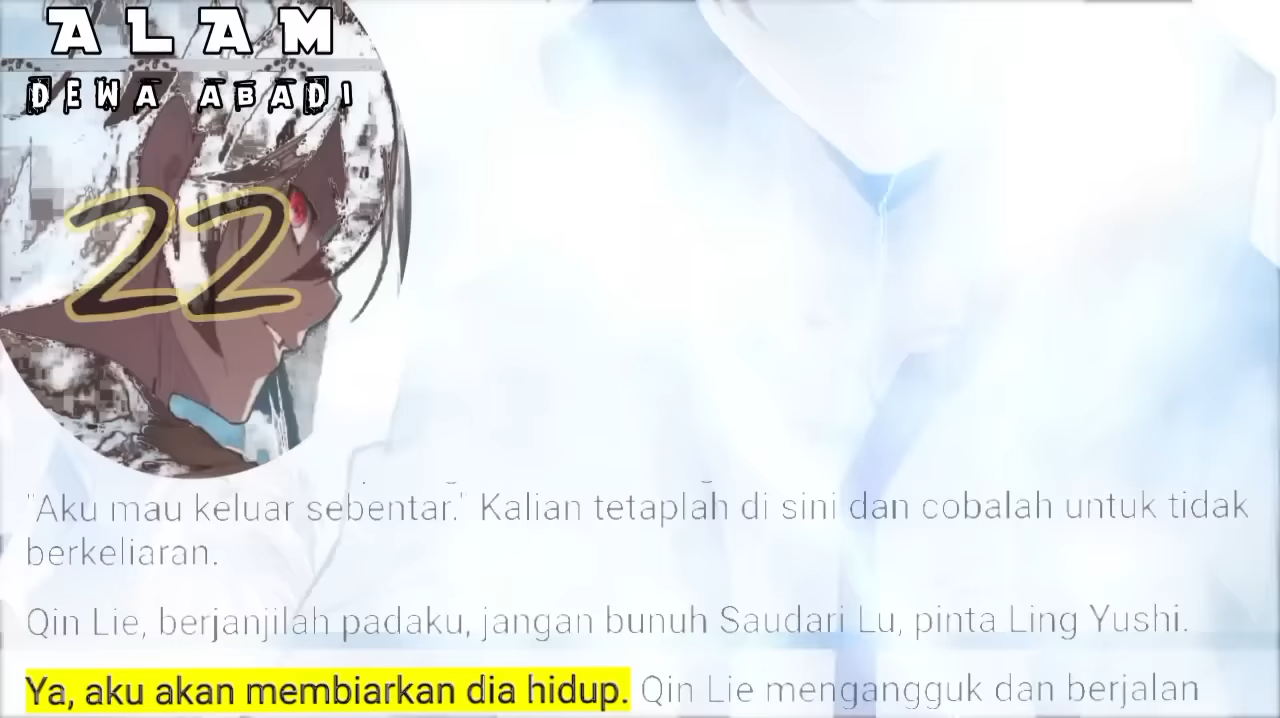 ALAM
DEWA ABADI
22
"Aku mau keluar sebentar." Kalian tetaplah di sini dan cobalah untuk tidak
berkeliaran.
Qin Lie, berjanjilah padaku, jangan bunuh Saudari Lu, pinta Ling Yushi.
Ya, aku akan membiarkan dia hidup. Qin Lie mengangguk dan berjalan